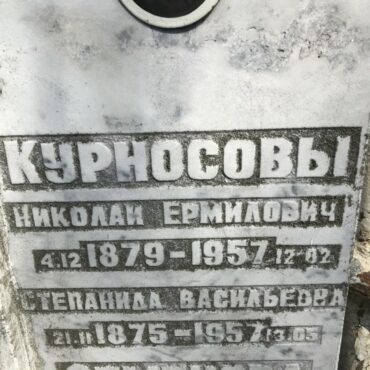 КУРНОСОВЫ
НИКОЛАЙ ЕРМИЛОВИЧ
4.12 1879-1957 12.02
СТЕПАНИДА ВАСИЛЬЕВНА
21.11 1875-1957 13.05